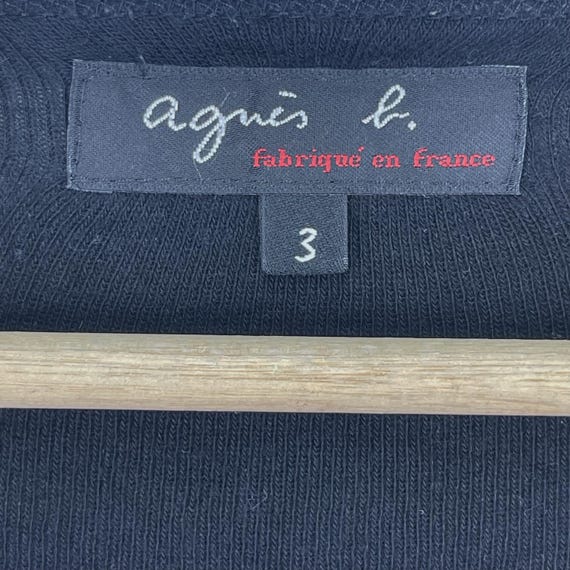 agnès b.
fabriqué en france
3